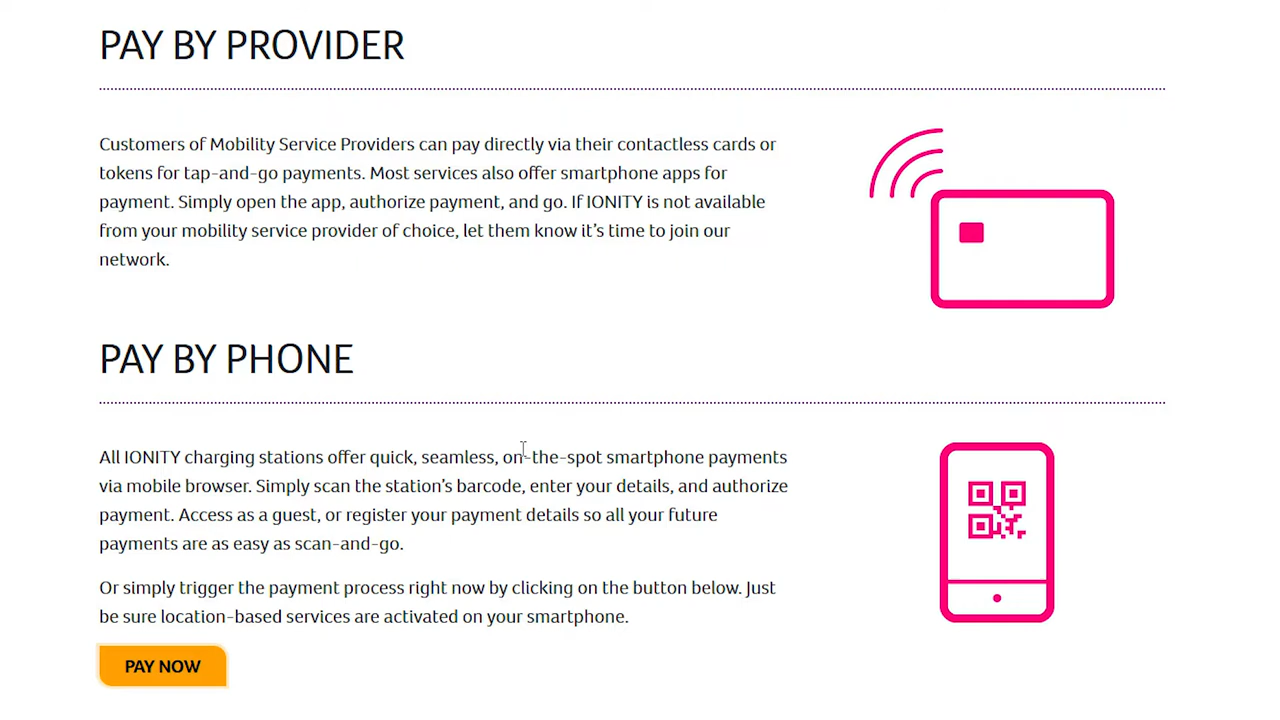 PAY BY PROVIDER
Customers of Mobility Service Providers can pay directly via their contactless cards or
tokens for tap-and-go payments. Most services also offer smartphone apps for
payment. Simply open the app, authorize payment, and go. If IONITY is not available
from your mobility service provider of choice, let them know it’s time to join our
network.
PAY BY PHONE
All IONITY charging stations offer quick, seamless, on-the-spot smartphone payments
via mobile browser. Simply scan the station’s barcode, enter your details, and authorize
payment. Access as a guest, or register your payment details so all your future
payments are as easy as scan-and-go.
Or simply trigger the payment process right now by clicking on the button below. Just
be sure location-based services are activated on your smartphone.
PAY NOW